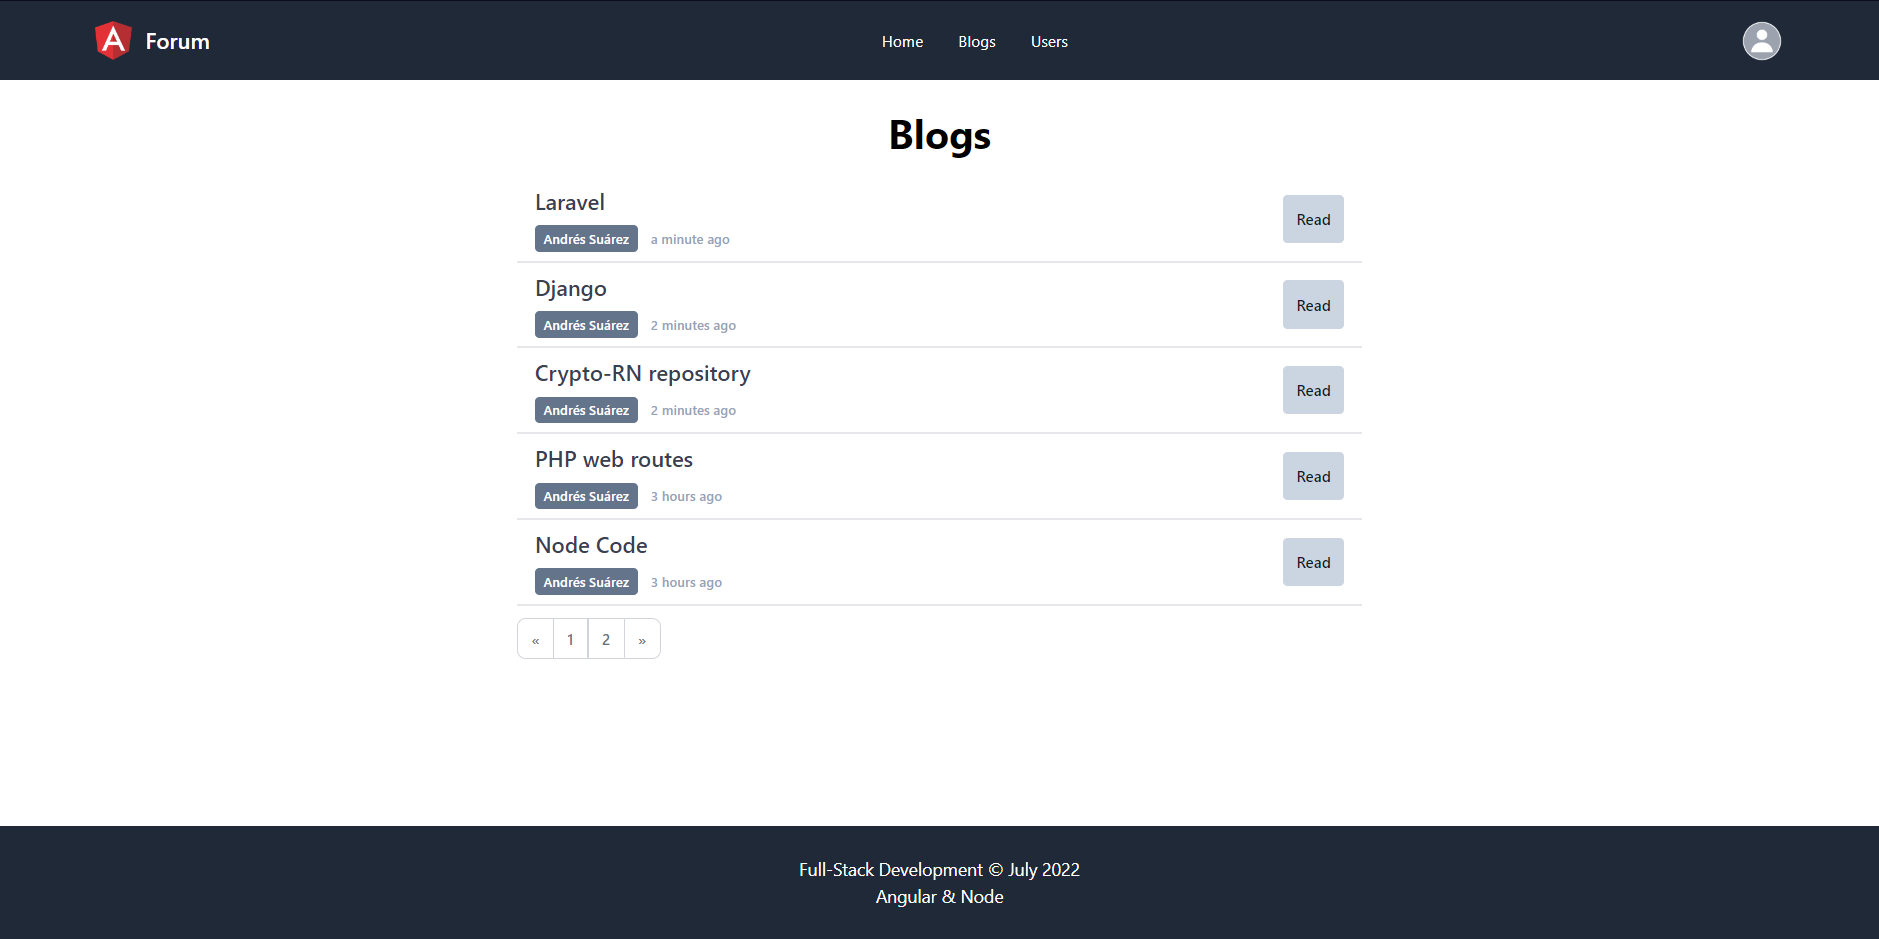 Forum
Home Blogs Users
Blogs
Laravel
Andrés Suárez a minute ago
Read
Django
Andrés Suárez 2 minutes ago
Read
Crypto-RN repository
Andrés Suárez 2 minutes ago
Read
PHP web routes
Andrés Suárez 3 hours ago
Read
Node Code
Andrés Suárez 3 hours ago
Read
« 1 2 »
Full-Stack Development © July 2022
Angular & Node